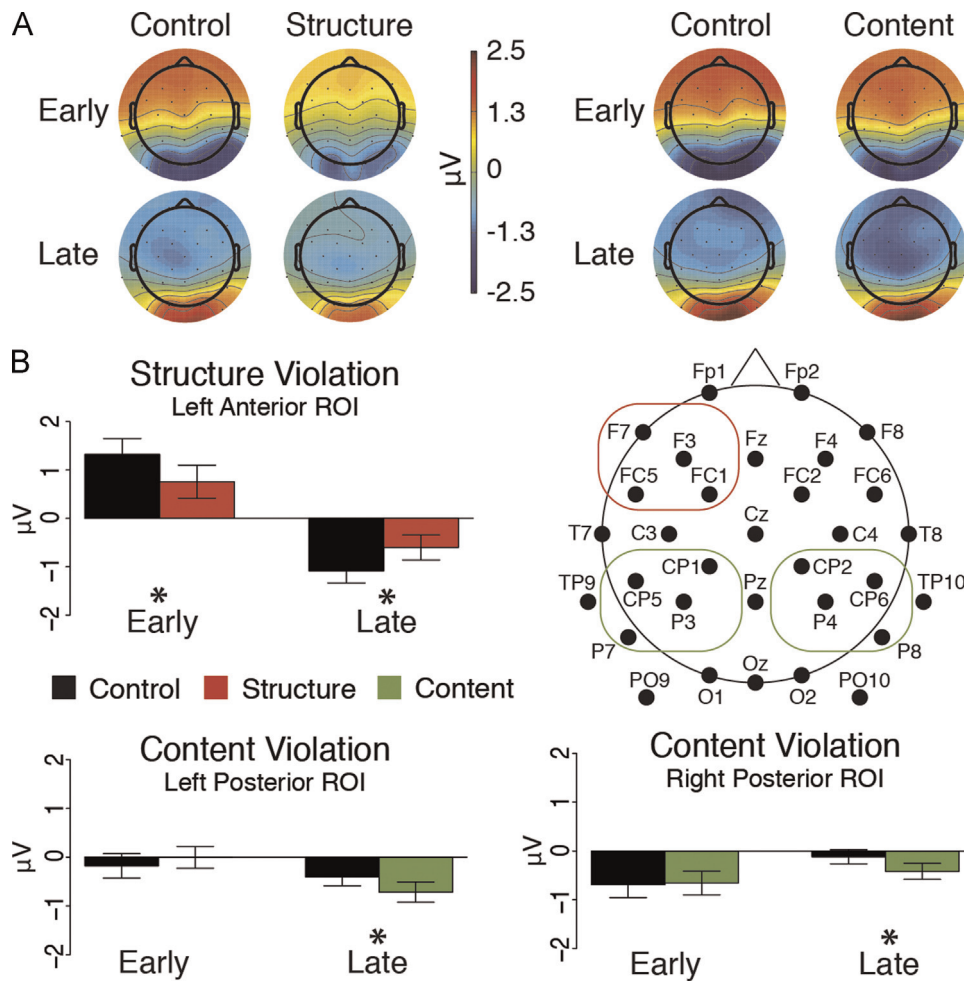 A
Control Structure
Control Content
Early
Late
2.5
1.3
0
-1.3
-2.5
µV
Early
Late
B
Structure Violation
Left Anterior ROI
2
1
0
-1
-2
µV
*
*
Early Late
Fp1 Fp2
F7 F3 Fz F4 F8
FC5 FC1 FC2 FC6
T7 C3 Cz C4 T8
CP1 CP2
TP9 CP5 Pz CP6 TP10
P3 P4
P7 P8
PO9 O1 Oz O2 PO10
Control Structure Content
Content Violation
Left Posterior ROI
2
1
0
-1
-2
µV
*
Early Late
Content Violation
Right Posterior ROI
2
1
0
-1
-2
µV
*
Early Late